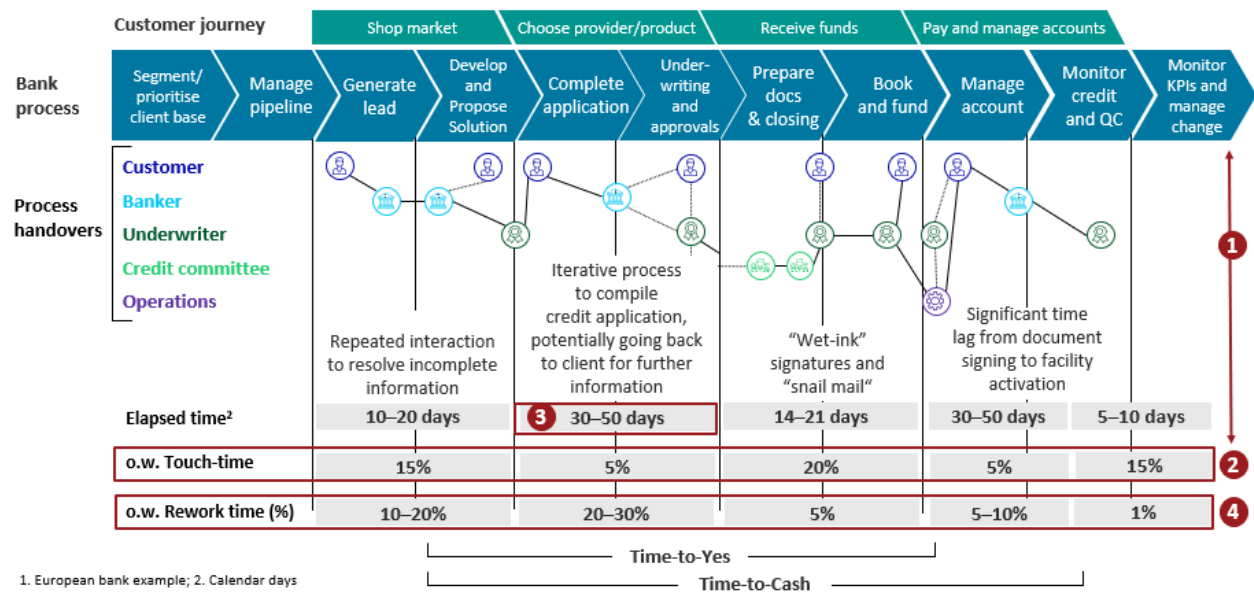 Customer journey
Shop market
Choose provider/product
Receive funds
Pay and manage accounts
Bank
process
Segment/
prioritise
client base
Manage
pipeline
Generate
lead
Develop
and
Propose
Solution
Complete
application
Under-
writing
and
approvals
Prepare
docs
& closing
Book
and fund
Manage
account
Monitor
credit
and QC
Monitor
KPIs and
manage
change
Process
handovers
Customer
Banker
Underwriter
Credit committee
Operations
1
Repeated interaction
to resolve incomplete
information
Iterative process
to compile
credit application,
potentially going back
to client for further
information
“Wet-ink”
signatures and
“snail mail“
Significant time
lag from document
signing to facility
activation
Elapsed time²
10–20 days
3
30–50 days
14–21 days
30–50 days
5–10 days
o.w. Touch-time
15%
5%
20%
5%
15%
2
o.w. Rework time (%)
10–20%
20–30%
5%
5–10%
1%
4
Time-to-Yes
Time-to-Cash
1. European bank example; 2. Calendar days